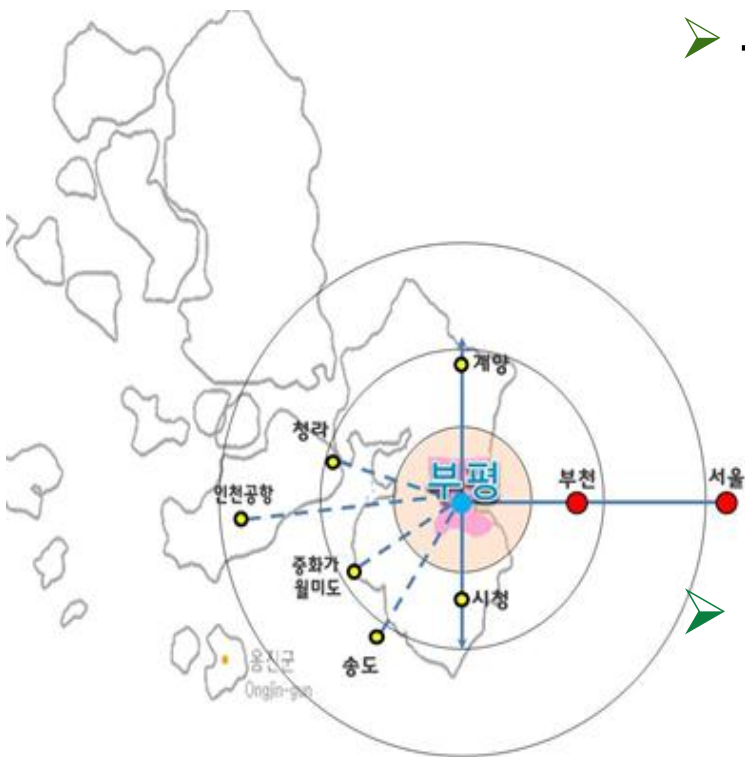 계양
청라
부평
부천
서울
인천공항
중화가
월미도
시청
송도
옹진군
Ongjin-gun